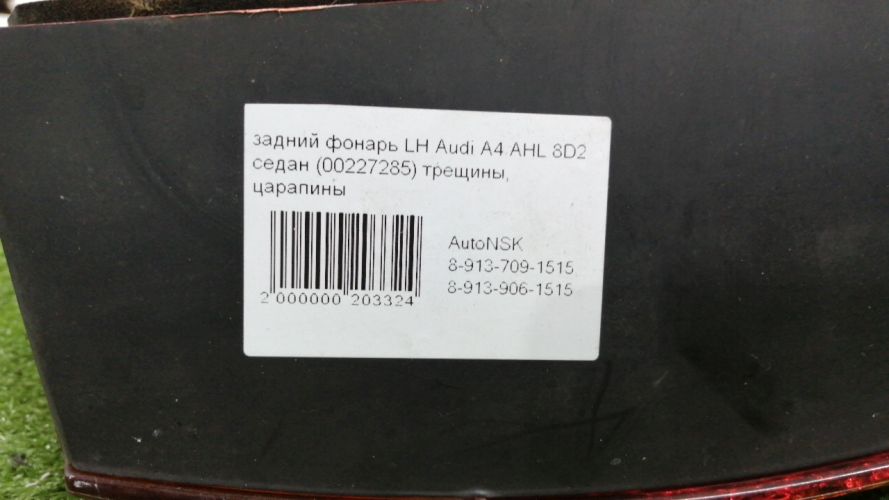 задний фонарь LH Audi A4 AHL 8D2
седан (00227285) трещины,
царапины
AutoNSK
8-913-709-1515
8-913-906-1515
2 000000 203324